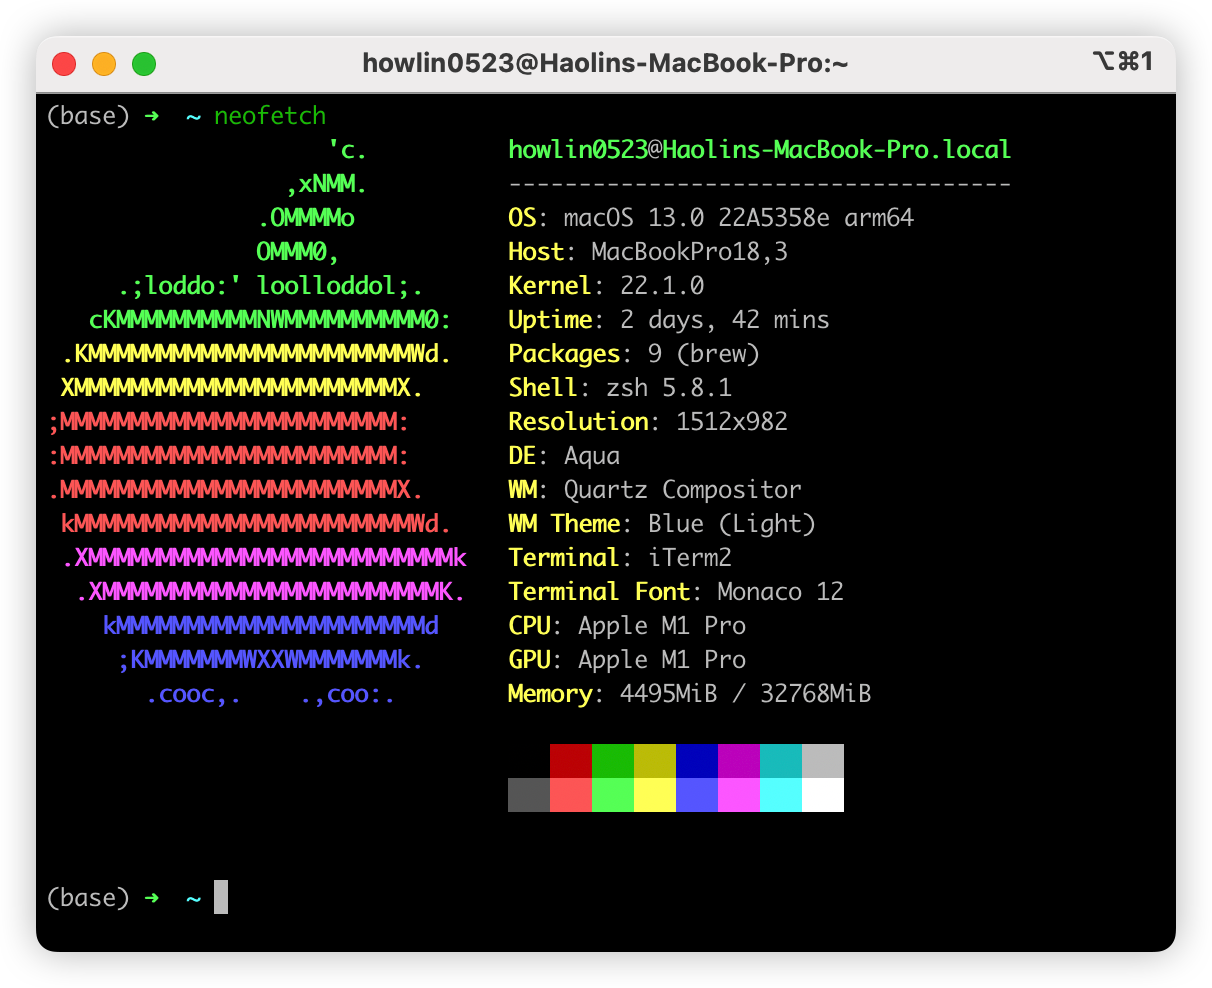 howlin0523@Haolins-MacBook-Pro:~ ⌥⌘1
(base) ➜ ~ neofetch
'c. howlin0523@Haolins-MacBook-Pro.local
,xNMM. ------------------------------------
.OMMMMo OS: macOS 13.0 22A5358e arm64
OMMM0, Host: MacBookPro18,3
.;loddo:' loolloddol;. Kernel: 22.1.0
cKMMMMMMMMMMNWMMMMMMMMMM0: Uptime: 2 days, 42 mins
.KMMMMMMMMMMMMMMMMMMMMMMMWd. Packages: 9 (brew)
XMMMMMMMMMMMMMMMMMMMMMMMX. Shell: zsh 5.8.1
;MMMMMMMMMMMMMMMMMMMMMMMM: Resolution: 1512x982
:MMMMMMMMMMMMMMMMMMMMMMMM: DE: Aqua
.MMMMMMMMMMMMMMMMMMMMMMMMX. WM: Quartz Compositor
kMMMMMMMMMMMMMMMMMMMMMMMMWd. WM Theme: Blue (Light)
.XMMMMMMMMMMMMMMMMMMMMMMMMMMk Terminal: iTerm2
.XMMMMMMMMMMMMMMMMMMMMMMMMK. Terminal Font: Monaco 12
kMMMMMMMMMMMMMMMMMMMMMMd CPU: Apple M1 Pro
;KMMMMMMMWXXWMMMMMMMk. GPU: Apple M1 Pro
.cooc,. .,coo:. Memory: 4495MiB / 32768MiB
(base) ➜ ~